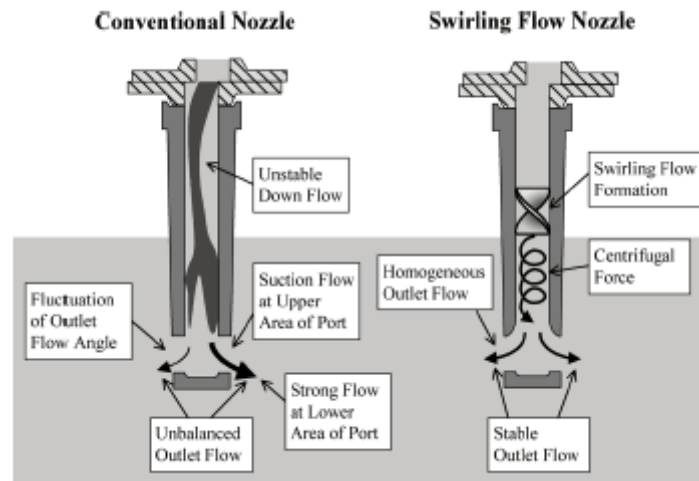 Conventional Nozzle
Swirling Flow Nozzle
Unstable
Down Flow
Swirling Flow
Formation
Suction Flow
at Upper
Area of Port
Homogeneous
Outlet Flow
Centrifugal
Force
Fluctuation
of Outlet
Flow Angle
Strong Flow
at Lower
Area of Port
Unbalanced
Outlet Flow
Stable
Outlet Flow